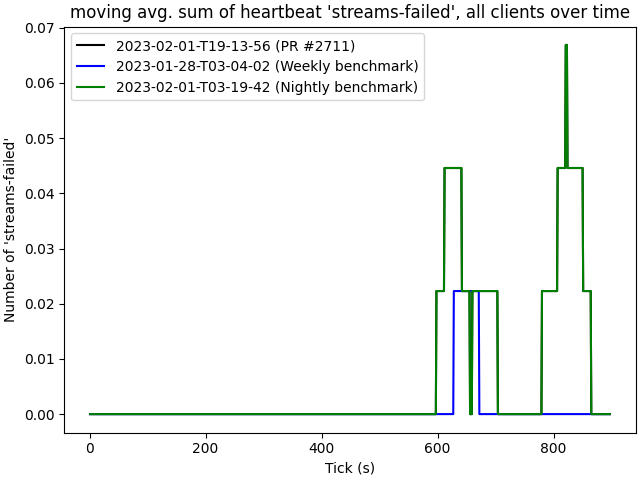 moving avg. sum of heartbeat 'streams-failed', all clients over time
2023-02-01-T19-13-56 (PR #2711)
2023-01-28-T03-04-02 (Weekly benchmark)
2023-02-01-T03-19-42 (Nightly benchmark)
Number of 'streams-failed'
0.07
0.06
0.05
0.04
0.03
0.02
0.01
0.00
0 200 400 600 800
Tick (s)